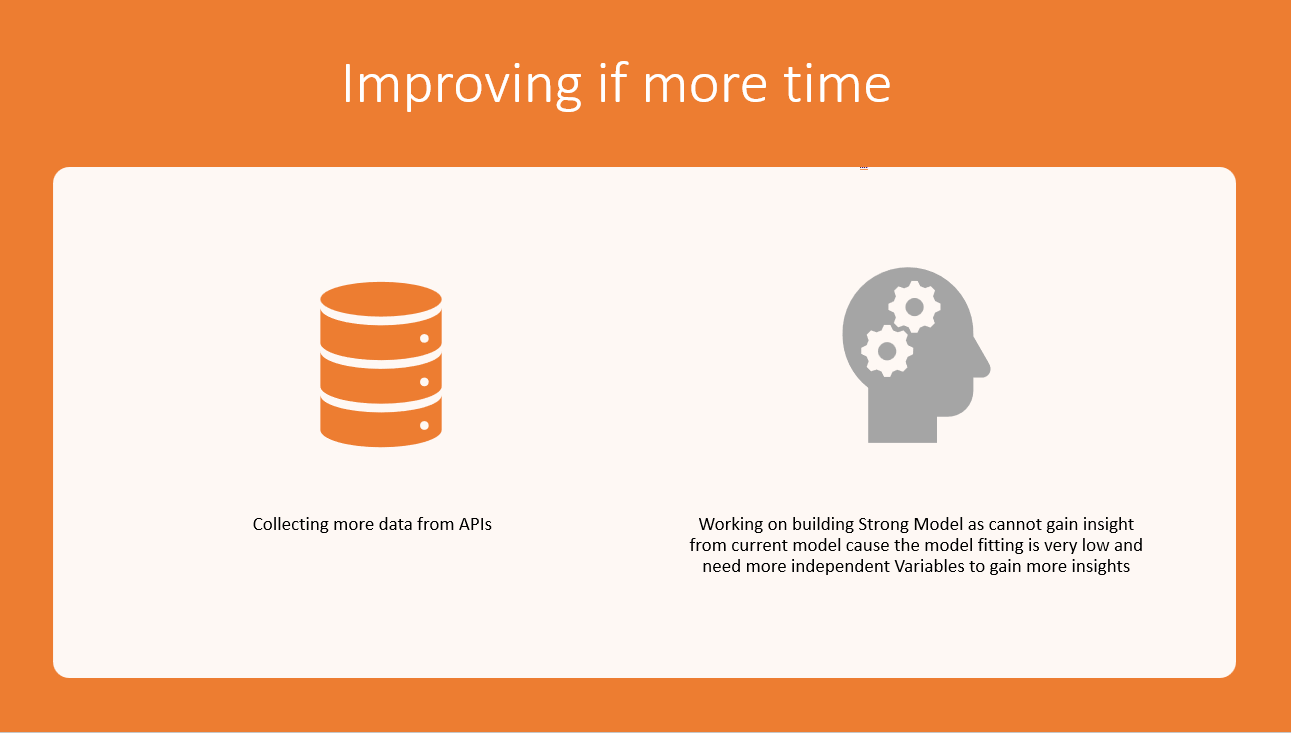 Improving if more time
Collecting more data from APIs
Working on building Strong Model as cannot gain insight
from current model cause the model fitting is very low and
need more independent Variables to gain more insights